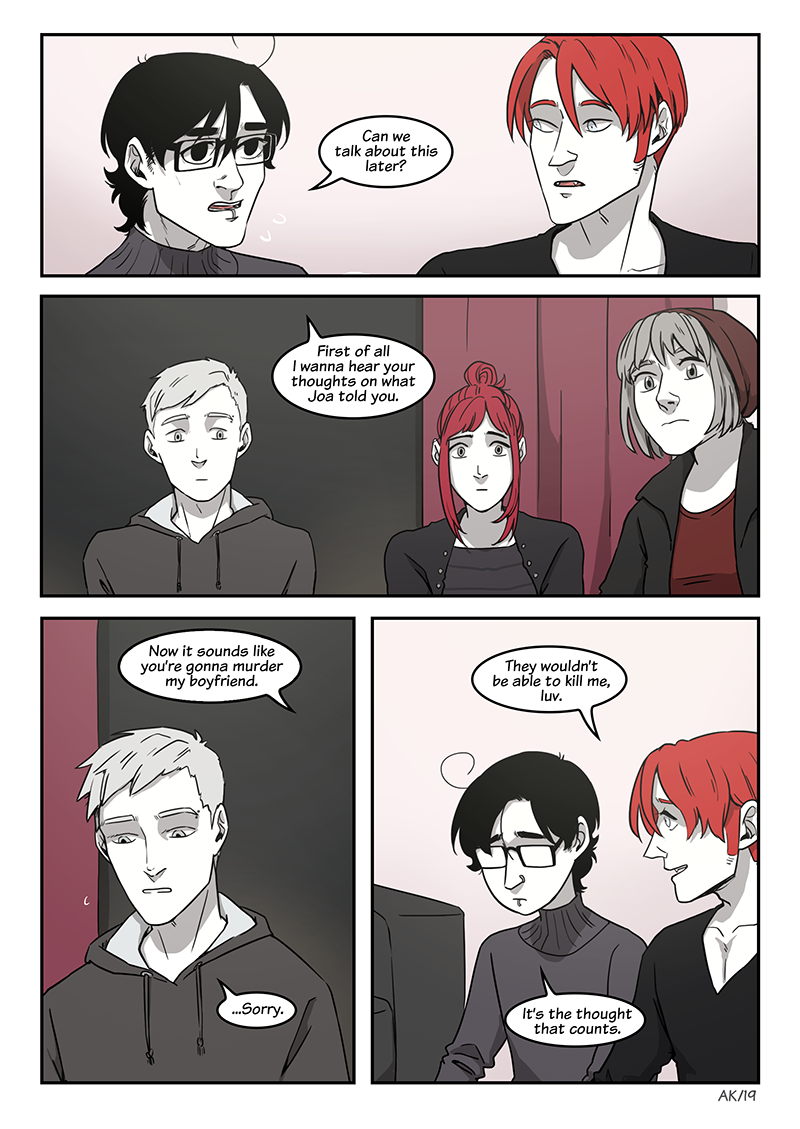 Can we
talk about this
later?
First of all
I wanna hear your
thoughts on what
Joa told you.
Now it sounds like
you're gonna murder
my boyfriend.
...Sorry.
They wouldn't
be able to kill me,
luv.
It's the thought
that counts.
AK/19